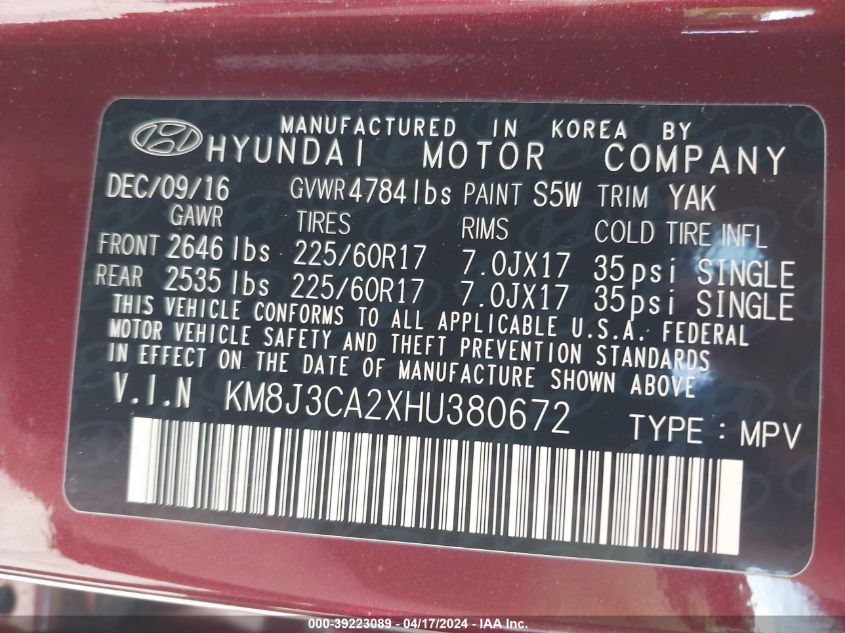 MANUFACTURED IN KOREA BY
HYUNDAI MOTOR COMPANY
DEC/09/16 GVWR 4784 lbs PAINT S5W TRIM YAK
GAWR TIRES RIMS COLD TIRE INFL
FRONT 2646 lbs 225/60R17 7.0JX17 35psi SINGLE
REAR 2535 lbs 225/60R17 7.0JX17 35psi SINGLE
THIS VEHICLE CONFORMS TO ALL APPLICABLE U.S.A. FEDERAL
MOTOR VEHICLE SAFETY AND THEFT PREVENTION STANDARDS
IN EFFECT ON THE DATE OF MANUFACTURE SHOWN ABOVE
V.I.N KM8J3CA2XHU380672 TYPE : MPV
000-39223089 - 04/17/2024 - IAA Inc.